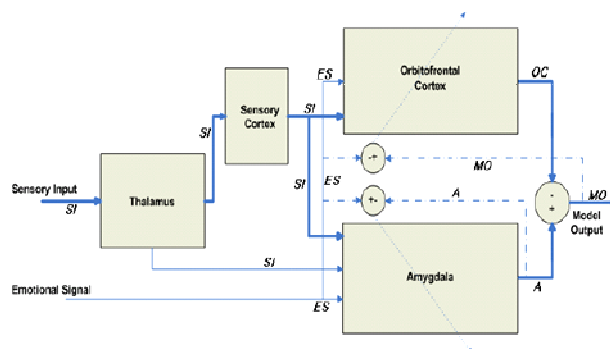 ES
Orbitofrontal
Cortex
OC
Sensory
Cortex
SI
SI
SI
-+
MO
Sensory Input
SI
Thalamus
ES
+-
A
-
+
MO
Model
Output
SI
Amygdala
A
Emotional Signal
ES